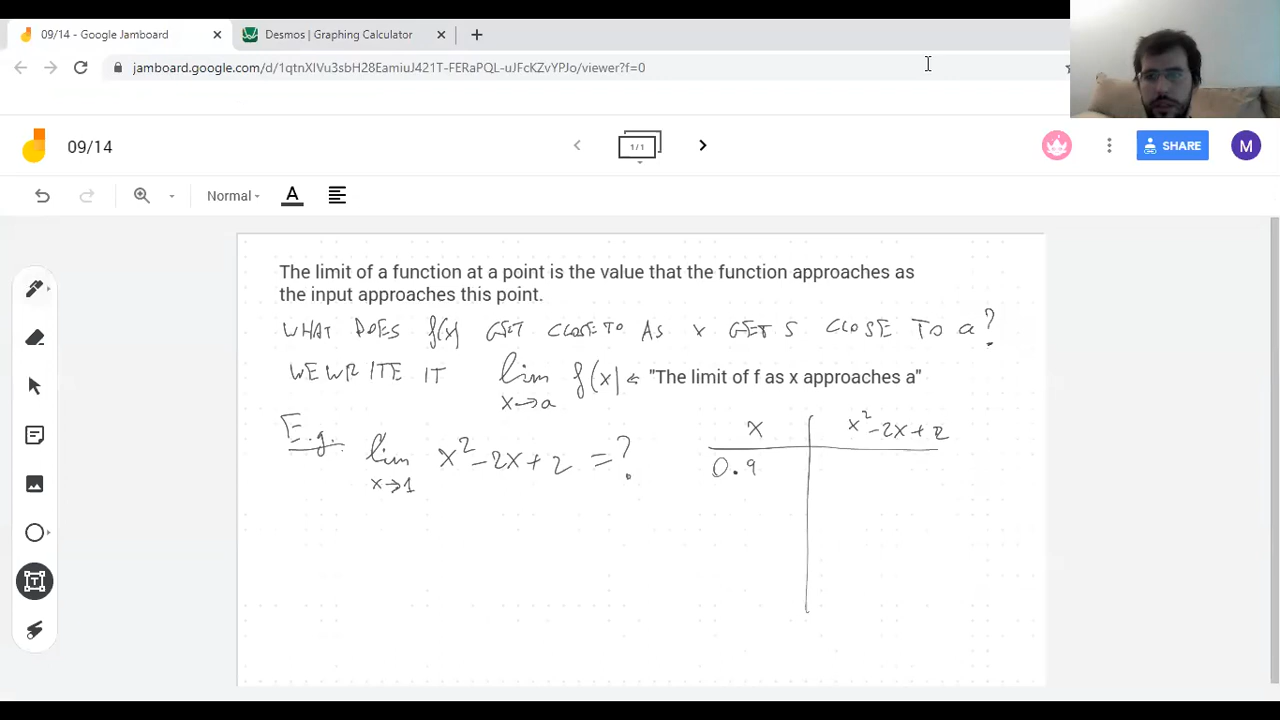 09/14 - Google Jamboard
Desmos | Graphing Calculator
jamboard.google.com/d/1qtnXIVu3sbH28EamiuJ421T-FERaPQL-uJFcKZvYPJo/viewer?f=0
09/14
1/1
SHARE
M
Normal
A
The limit of a function at a point is the value that the function approaches as
the input approaches this point.
WHAT DOES f(x) GET CLOSE TO AS x GETS CLOSE TO a?
WE WRITE IT lim f(x) ← "The limit of f as x approaches a"
x→a
E.g. lim x²-2x+2 = ?
x→1
x | x²-2x+2
0.9
T